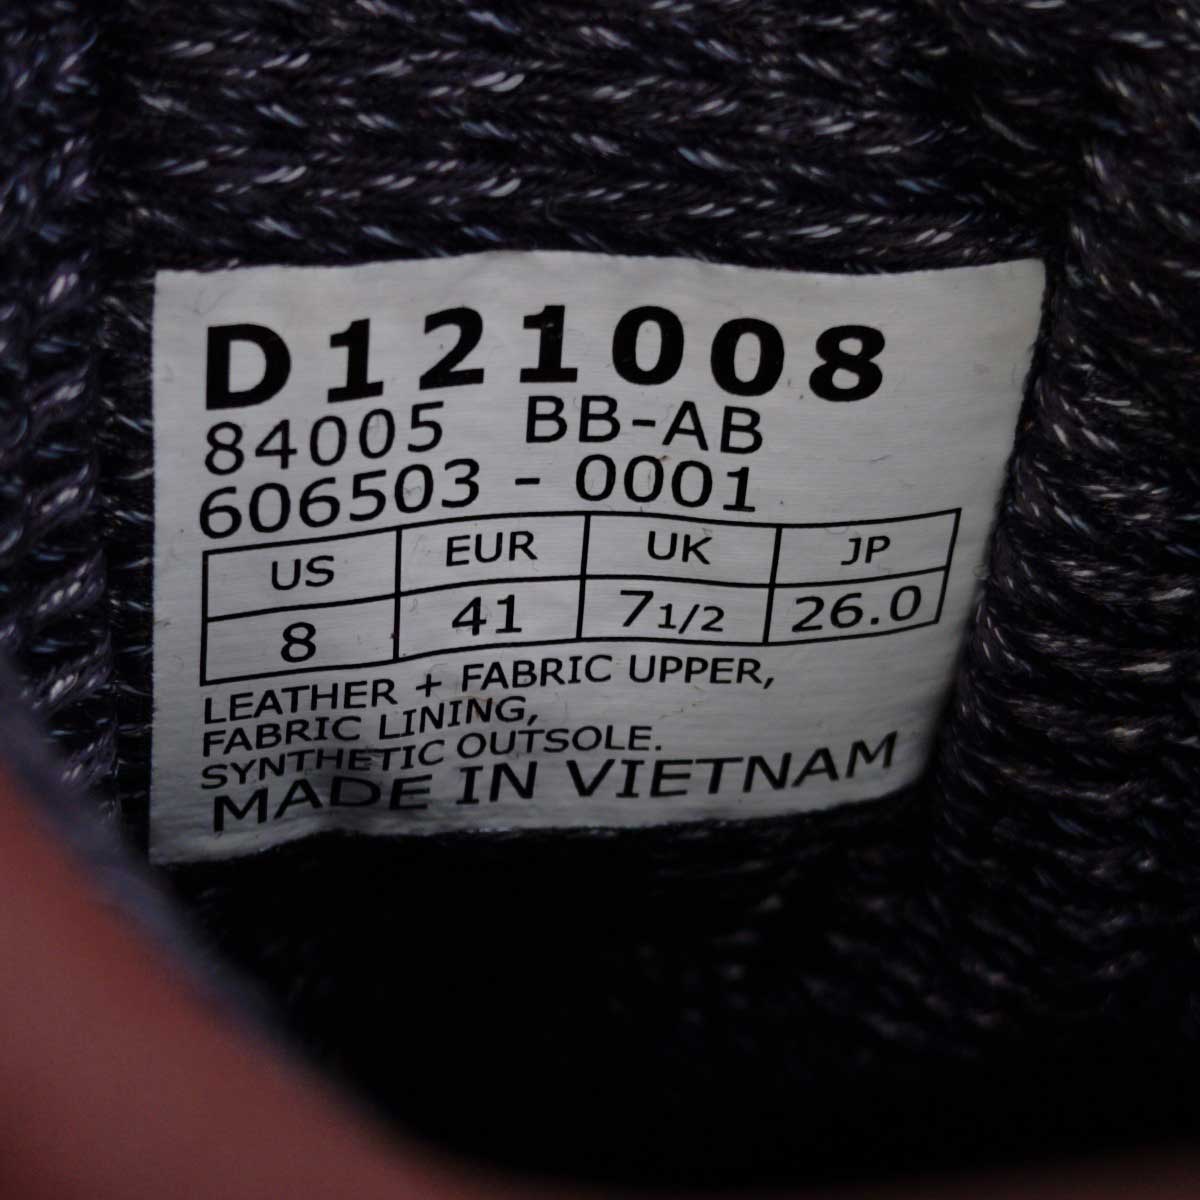 D121008
84005 BB-AB
606503 - 0001
US EUR UK JP
8 41 7 1/2 26.0
LEATHER + FABRIC UPPER,
FABRIC LINING,
SYNTHETIC OUTSOLE.
MADE IN VIETNAM